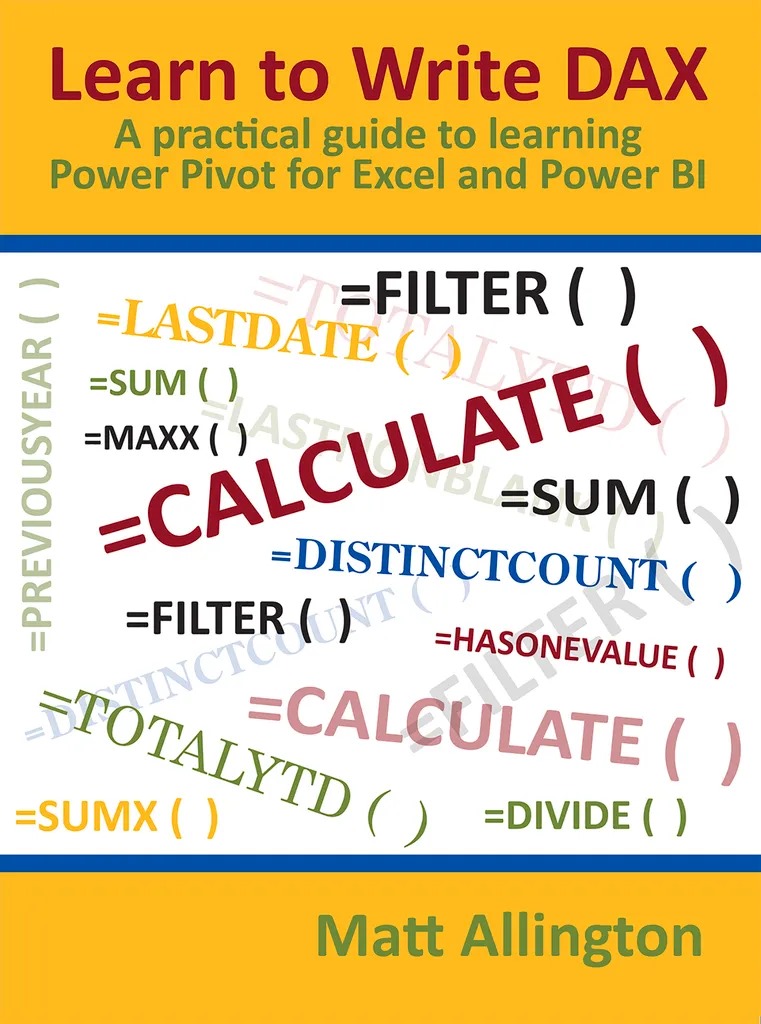 Learn to Write DAX
A practical guide to learning
Power Pivot for Excel and Power BI
=FILTER ( )
=TOTALYTD ( )
=LASTDATE ( )
=PREVIOUSYEAR ( )
=SUM ( )
=LASTNONBLANK ( )
=MAXX ( )
=CALCULATE ( )
=SUM ( )
=DISTINCTCOUNT ( )
=FILTER ( )
=DISTINCTCOUNT ( )
=FILTER ( )
=HASONEVALUE ( )
=CALCULATE ( )
=TOTALYTD ( )
=SUMX ( )
=DIVIDE ( )
Matt Allington